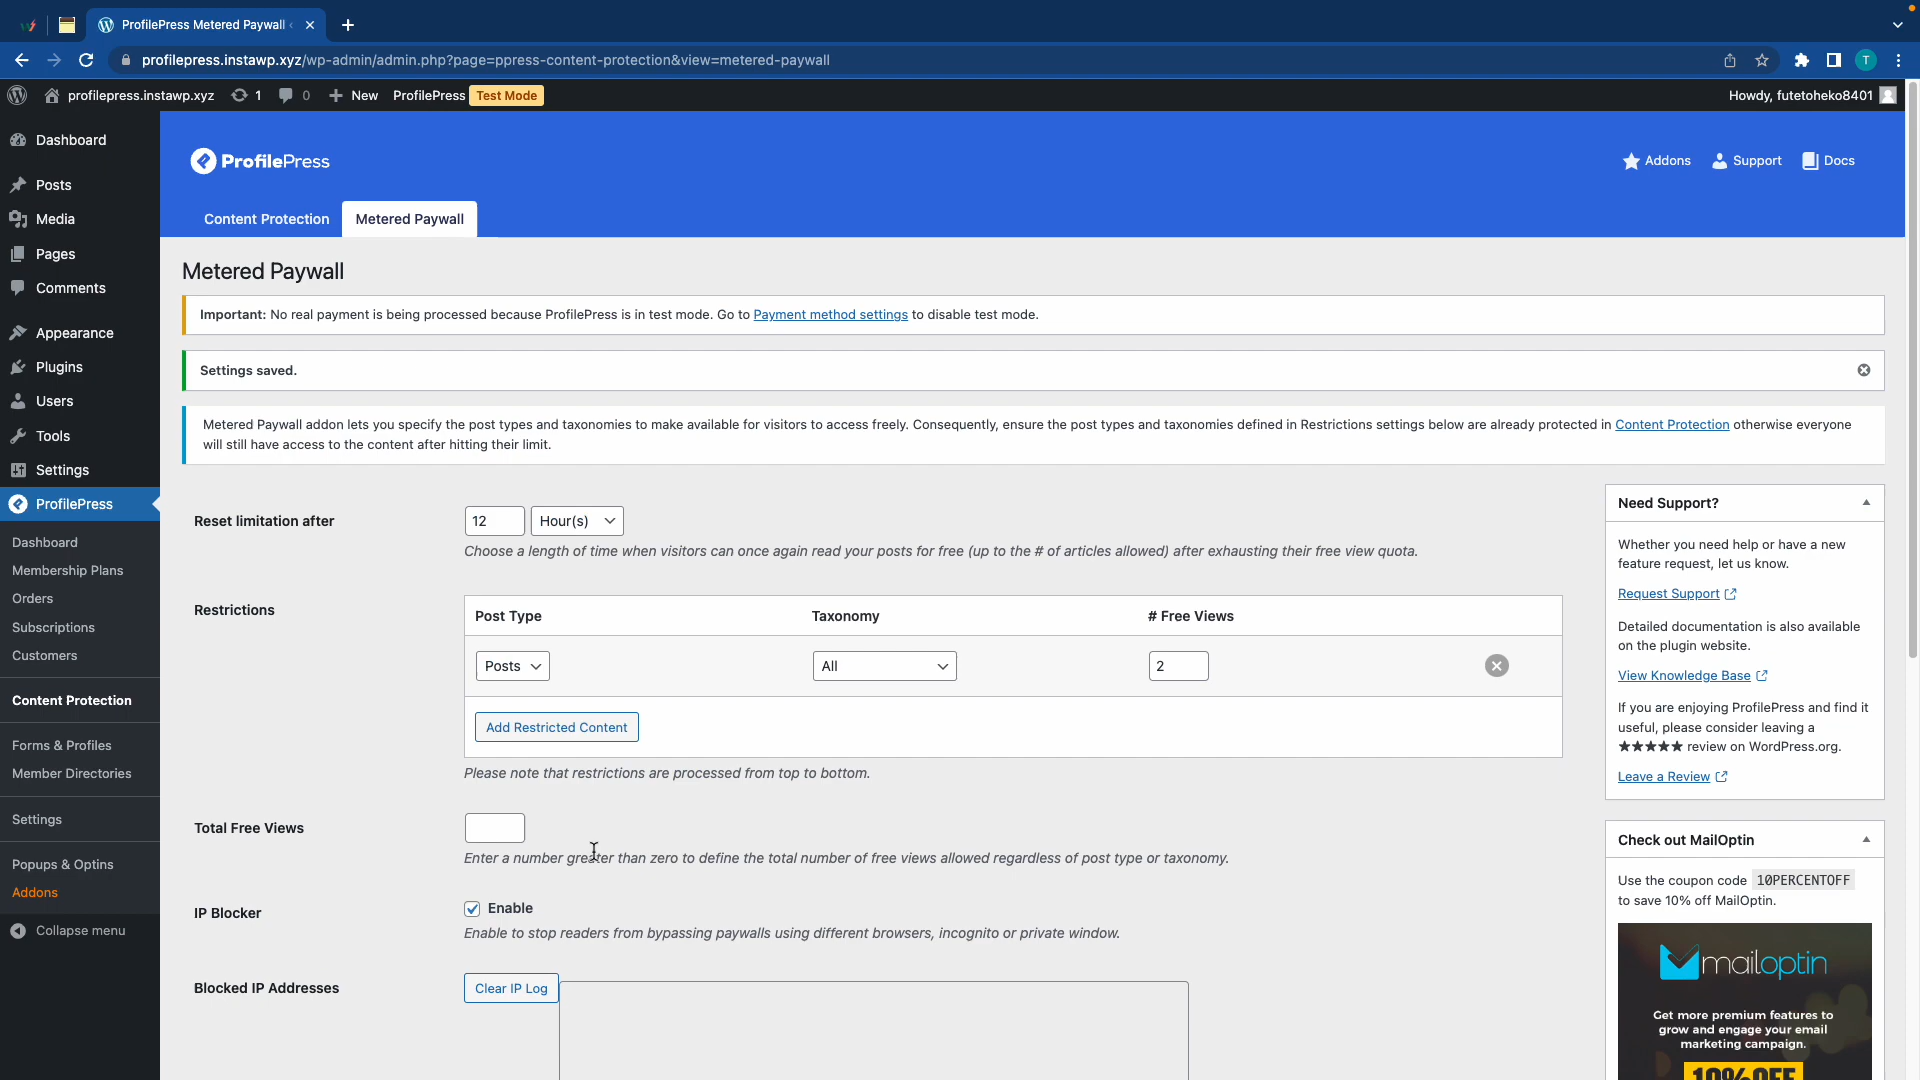 ProfilePress Metered Paywall
profilepress.instawp.xyz/wp-admin/admin.php?page=ppress-content-protection&view=metered-paywall
T
profilepress.instawp.xyz 1 0 New ProfilePress Test Mode
Howdy, futetoheko8401
Dashboard
Posts
Media
Pages
Comments
Appearance
Plugins
Users
Tools
Settings
ProfilePress
Dashboard
Membership Plans
Orders
Subscriptions
Customers
Content Protection
Forms & Profiles
Member Directories
Settings
Popups & Optins
Addons
Collapse menu
ProfilePress
Addons Support Docs
Content Protection Metered Paywall
Metered Paywall
Important: No real payment is being processed because ProfilePress is in test mode. Go to Payment method settings to disable test mode.
Settings saved.
Metered Paywall addon lets you specify the post types and taxonomies to make available for visitors to access freely. Consequently, ensure the post types and taxonomies defined in Restrictions settings below are already protected in Content Protection otherwise everyone
will still have access to the content after hitting their limit.
Reset limitation after 12 Hour(s)
Choose a length of time when visitors can once again read your posts for free (up to the # of articles allowed) after exhausting their free view quota.
Restrictions
Post Type Taxonomy # Free Views
Posts All 2
Add Restricted Content
Please note that restrictions are processed from top to bottom.
Total Free Views
Enter a number greater than zero to define the total number of free views allowed regardless of post type or taxonomy.
IP Blocker Enable
Enable to stop readers from bypassing paywalls using different browsers, incognito or private window.
Blocked IP Addresses Clear IP Log
Need Support?
Whether you need help or have a new
feature request, let us know.
Request Support
Detailed documentation is also available
on the plugin website.
View Knowledge Base
If you are enjoying ProfilePress and find it
useful, please consider leaving a
★★★★★ review on WordPress.org.
Leave a Review
Check out MailOptin
Use the coupon code 10PERCENTOFF
to save 10% off MailOptin.
mailoptin
Get more premium features to
grow and engage your email
marketing campaign.
10% OFF